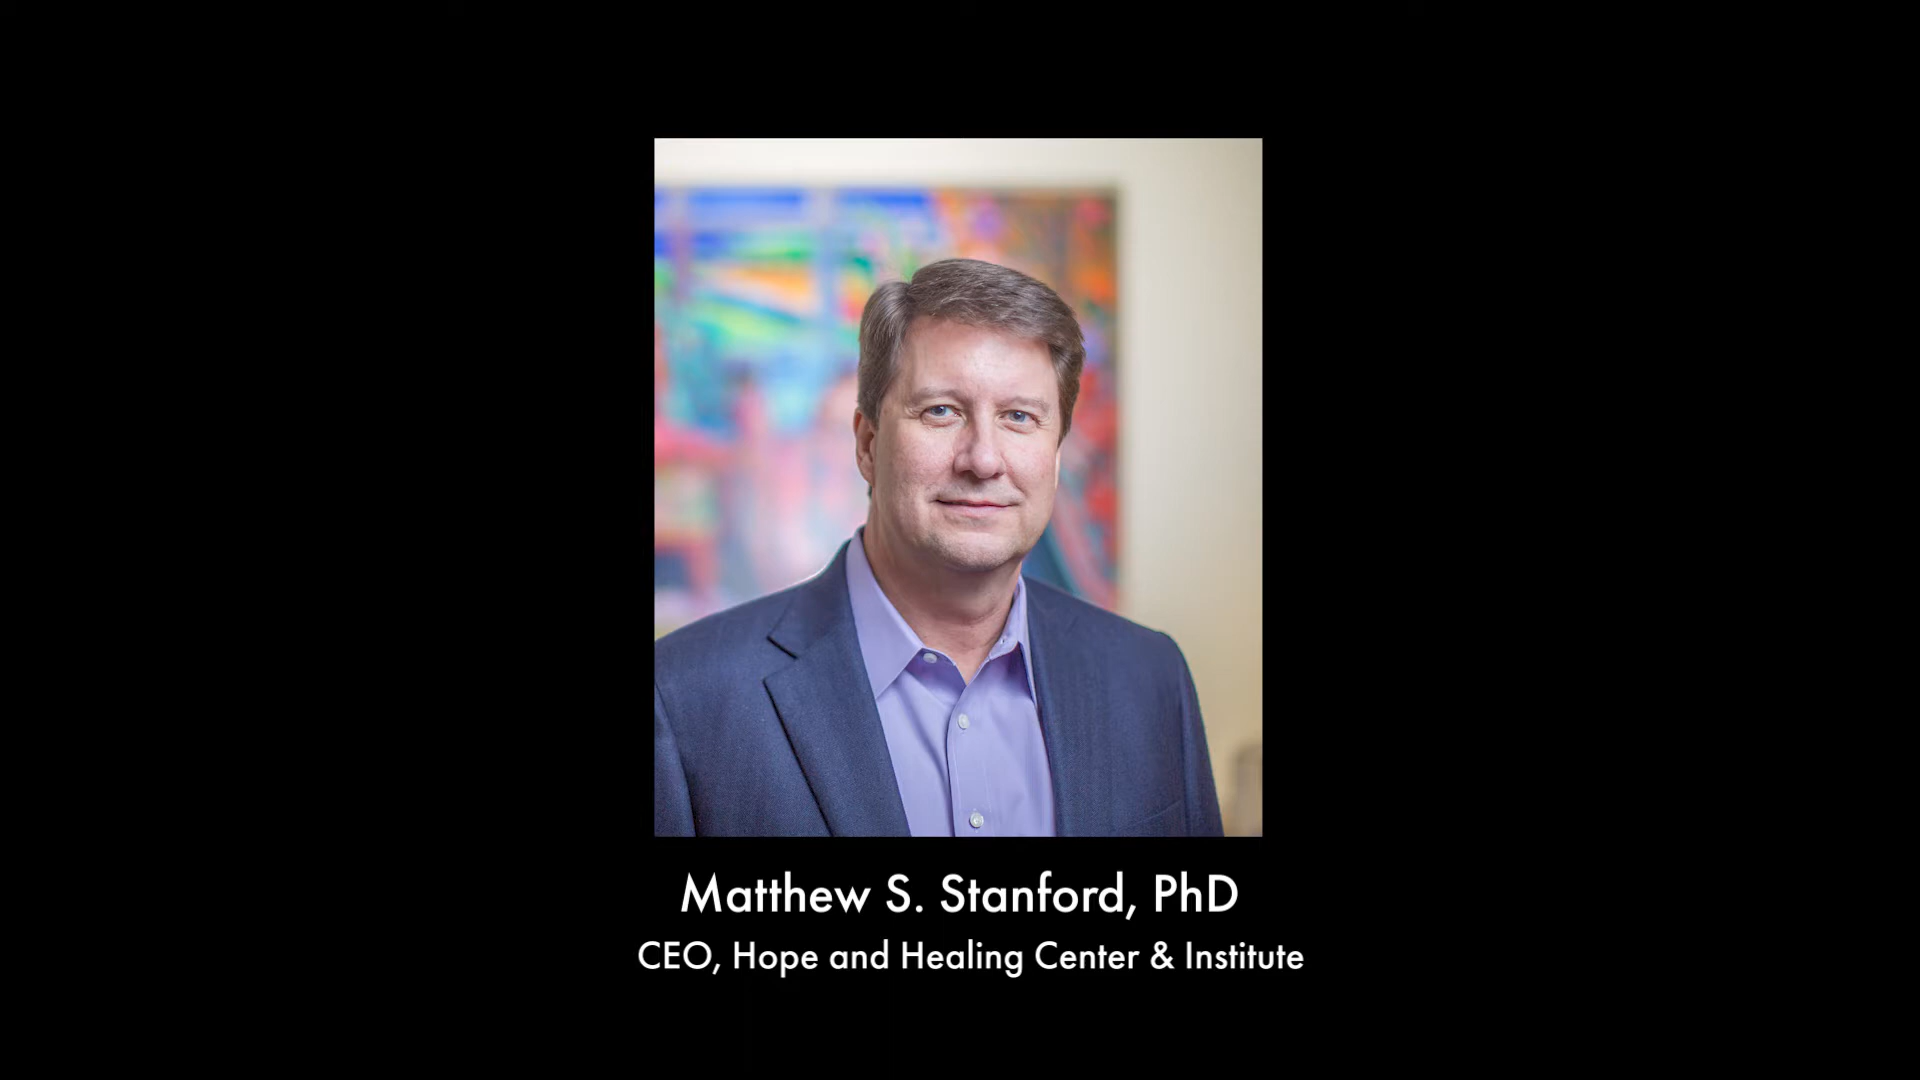 Matthew S. Stanford, PhD
CEO, Hope and Healing Center & Institute